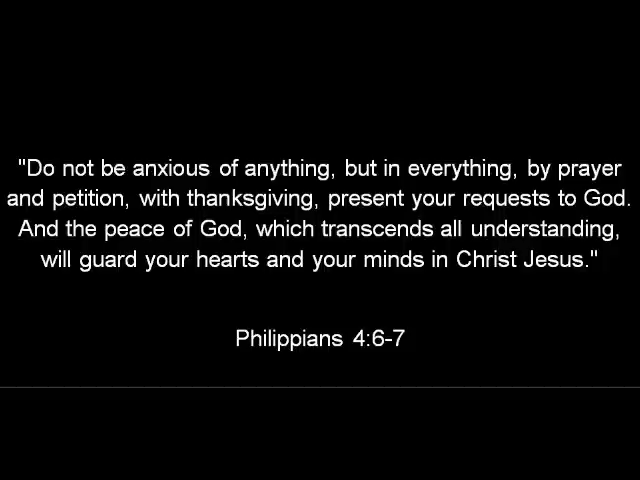 "Do not be anxious of anything, but in everything, by prayer
and petition, with thanksgiving, present your requests to God.
And the peace of God, which transcends all understanding,
will guard your hearts and your minds in Christ Jesus."
Philippians 4:6-7